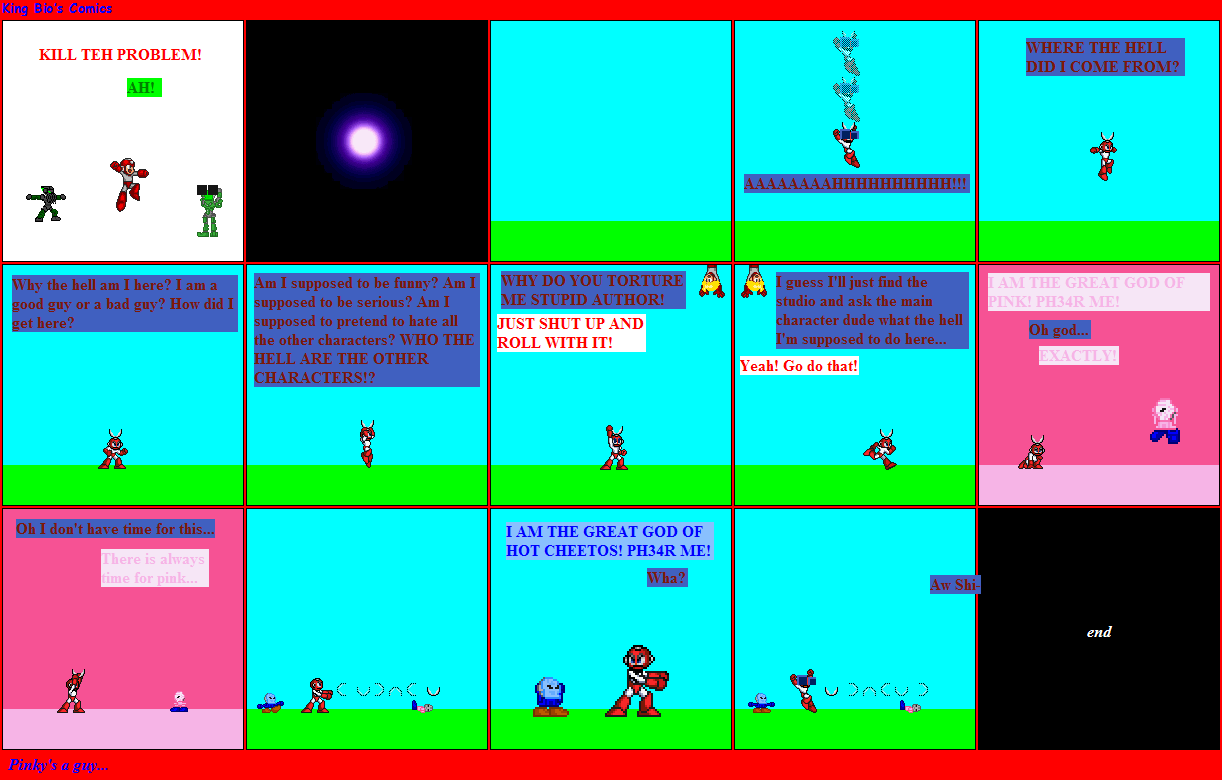 King Bio's Comics
KILL TEH PROBLEM!
AH!
AAAAAAAAHHHHHHHHHH!!!
WHERE THE HELL
DID I COME FROM?
Why the hell am I here? I am a
good guy or a bad guy? How did I
get here?
Am I supposed to be funny? Am I
supposed to be serious? Am I
supposed to pretend to hate all
the other characters? WHO THE
HELL ARE THE OTHER
CHARACTERS!?
WHY DO YOU TORTURE
ME STUPID AUTHOR!
JUST SHUT UP AND
ROLL WITH IT!
I guess I'll just find the
studio and ask the main
character dude what the hell
I'm supposed to do here...
Yeah! Go do that!
I AM THE GREAT GOD OF
PINK! PH34R ME!
Oh god...
EXACTLY!
Oh I don't have time for this...
There is always
time for pink...
I AM THE GREAT GOD OF
HOT CHEETOS! PH34R ME!
Wha?
Aw Shi-
end
Pinky's a guy...